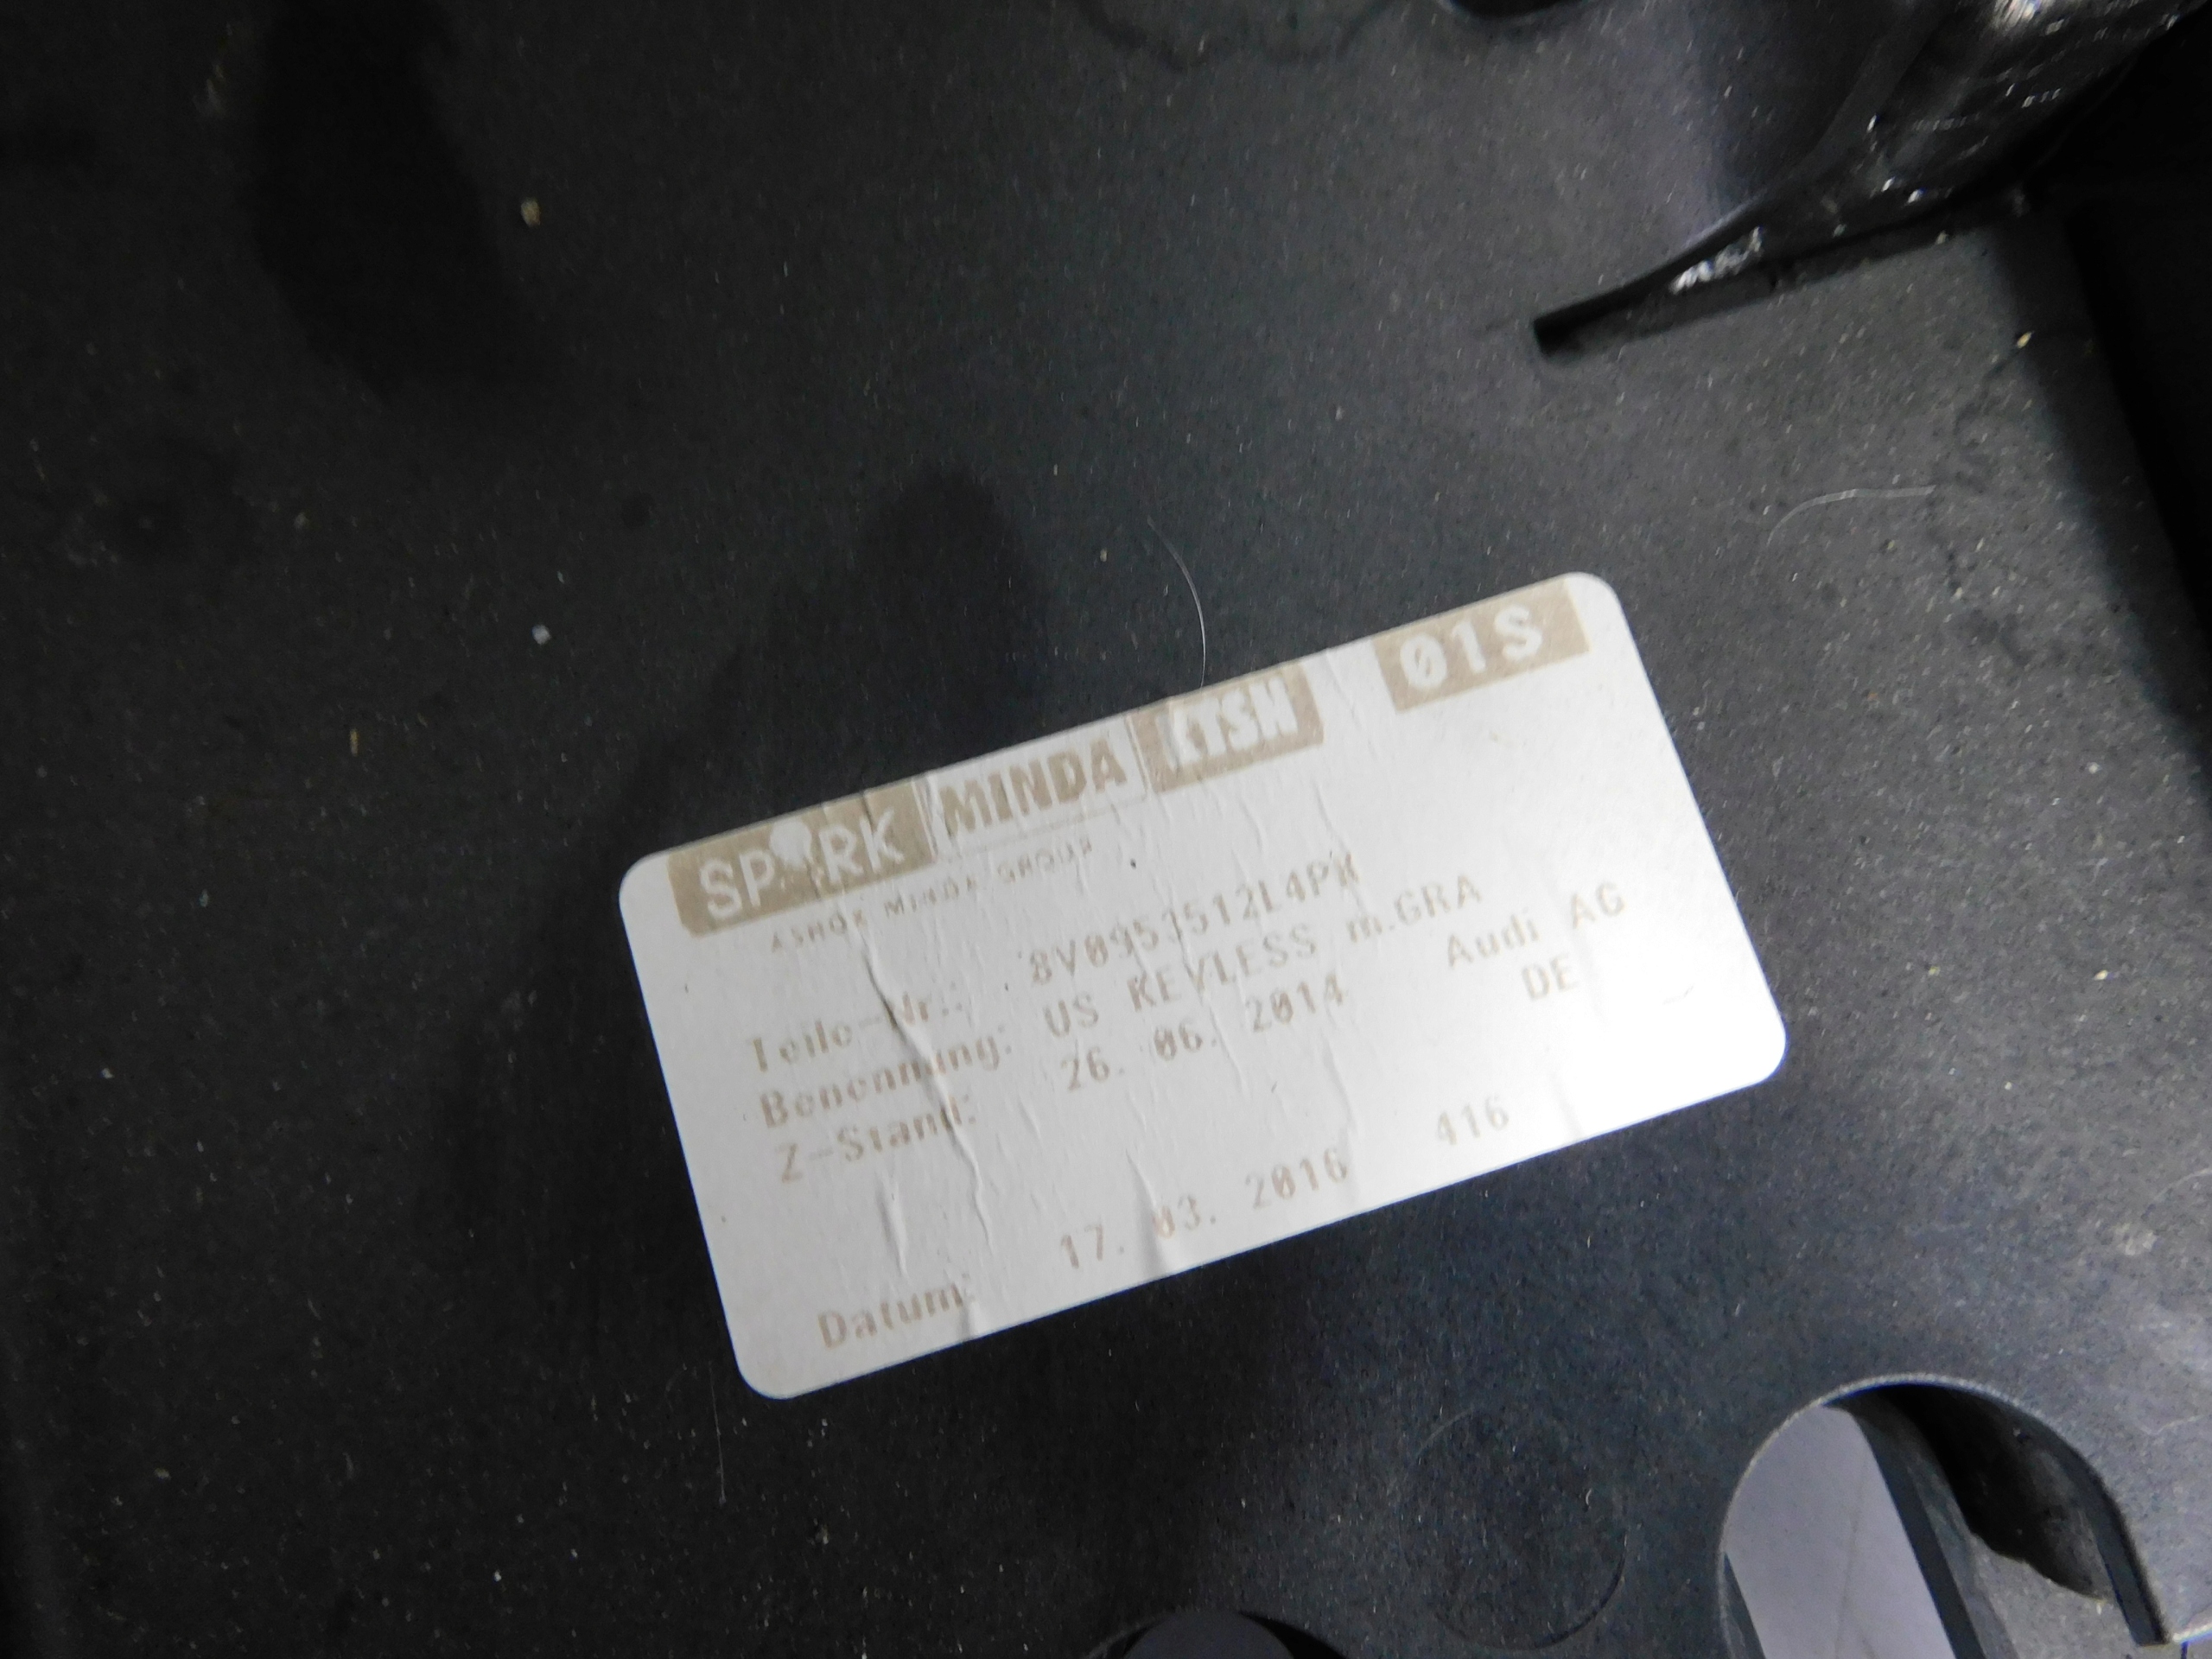 SPARK MINDA KTSN 01S
ASHOK MINDA GROUP
Teile-Nr.: 8V0953512L4PK
Benennung: US KEYLESS m.GRA
Z-Stand: 26. 06. 2014 Audi AG
DE
Datum: 17. 03. 2016 416